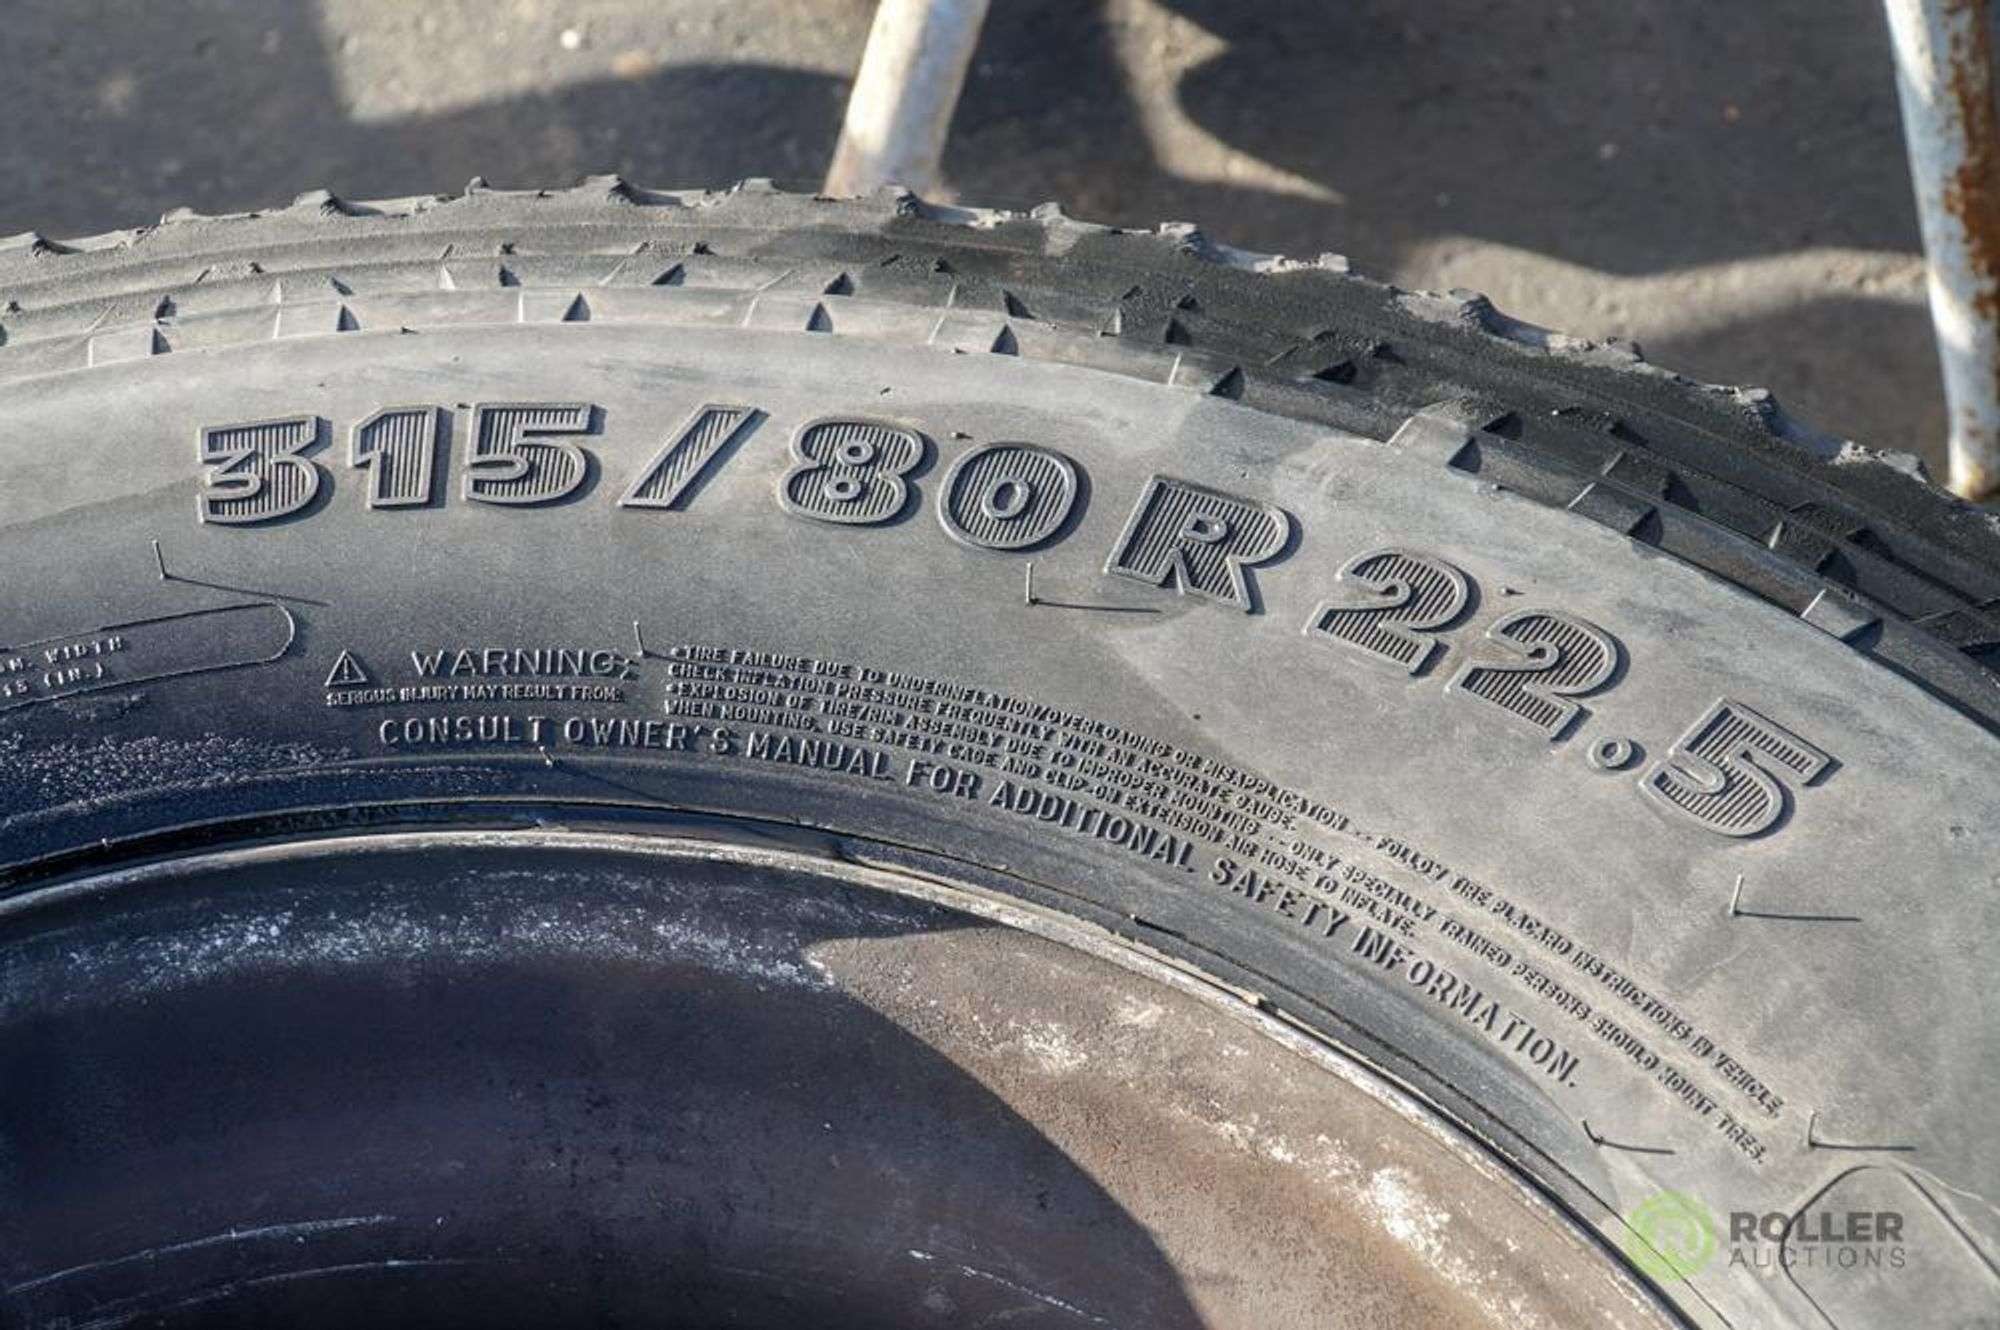 315/80R22.5
WIDTH
(IN.)
WARNING:
SERIOUS INJURY MAY RESULT FROM:
•TIRE FAILURE DUE TO UNDERINFLATION/OVERLOADING OR MISAPPLICATION -- FOLLOW TIRE PLACARD INSTRUCTIONS IN VEHICLE,
CHECK INFLATION PRESSURE FREQUENTLY WITH AN ACCURATE GAUGE.
•EXPLOSION OF TIRE/RIM ASSEMBLY DUE TO IMPROPER MOUNTING -- ONLY SPECIALLY TRAINED PERSONS SHOULD MOUNT TIRES.
WHEN MOUNTING, USE SAFETY CAGE AND CLIP-ON EXTENSION AIR HOSE TO INFLATE.
CONSULT OWNER'S MANUAL FOR ADDITIONAL SAFETY INFORMATION.
ROLLER
AUCTIONS